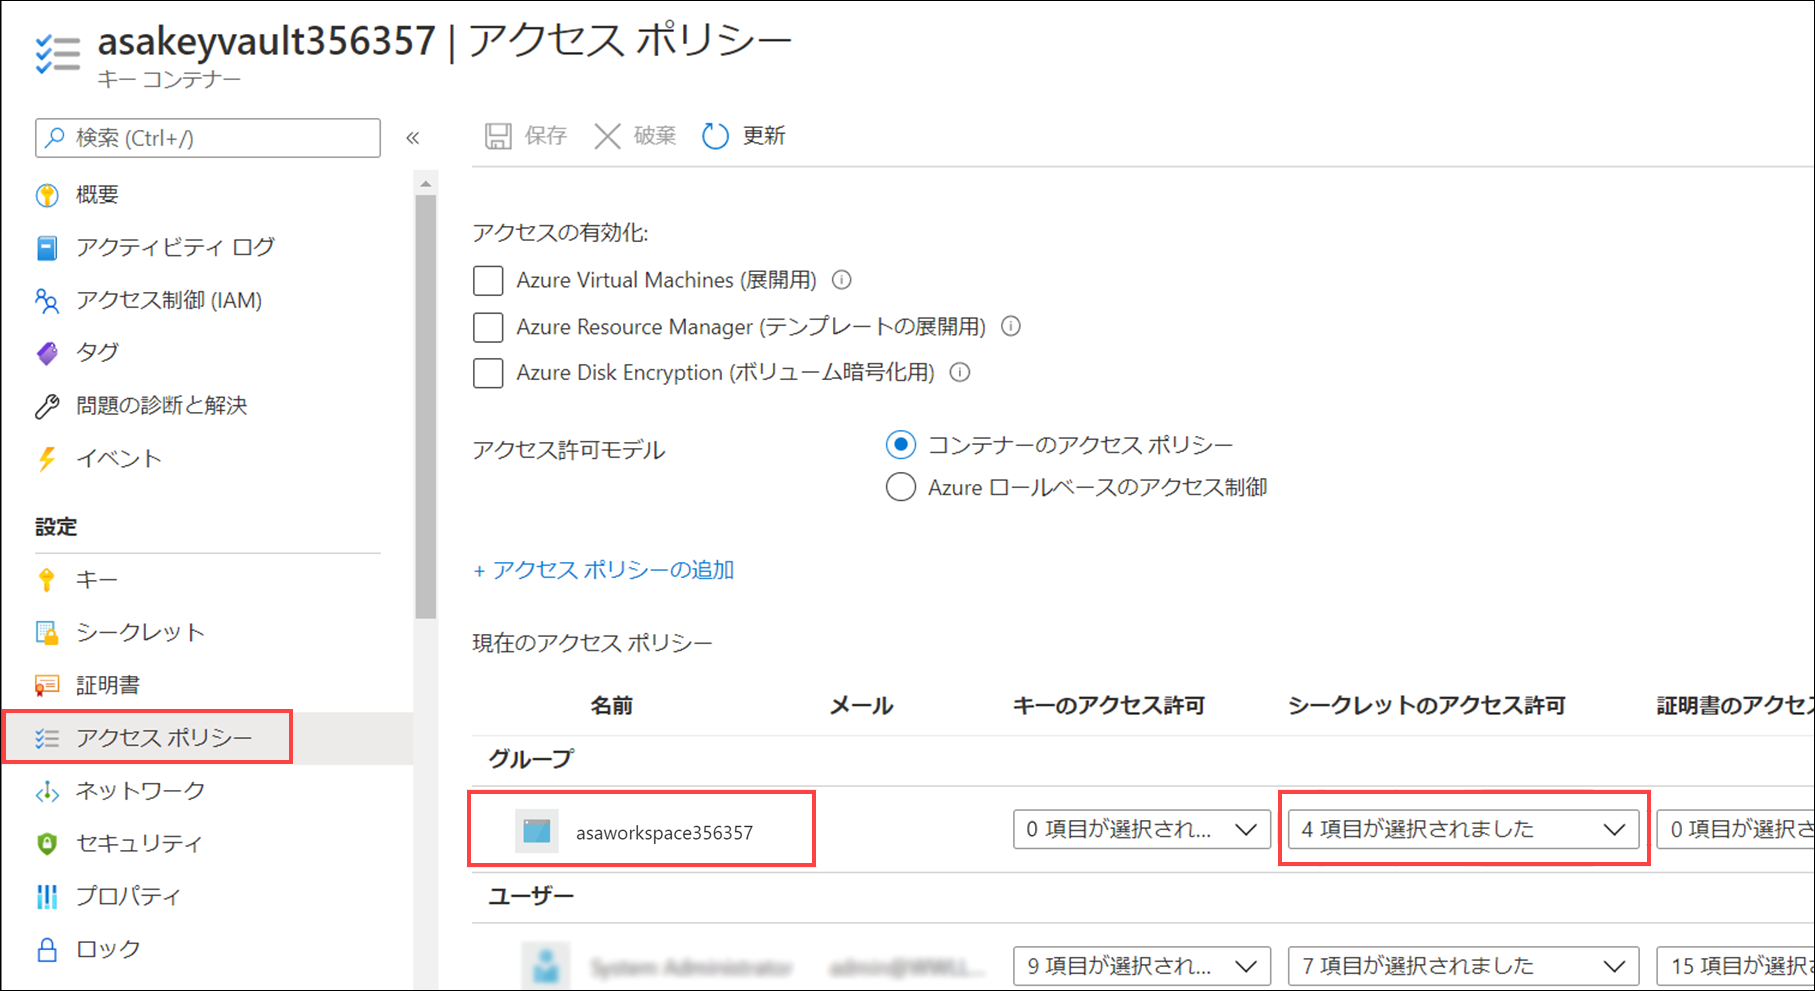 asakeyvault356357 | アクセス ポリシー
キー コンテナー
検索 (Ctrl+/)
«
保存
破棄
更新
概要
アクティビティ ログ
アクセス制御 (IAM)
タグ
問題の診断と解決
イベント
設定
キー
シークレット
証明書
アクセス ポリシー
ネットワーク
セキュリティ
プロパティ
ロック
アクセスの有効化:
Azure Virtual Machines (展開用)
Azure Resource Manager (テンプレートの展開用)
Azure Disk Encryption (ボリューム暗号化用)
アクセス許可モデル
コンテナーのアクセス ポリシー
Azure ロールベースのアクセス制御
+ アクセス ポリシーの追加
現在のアクセス ポリシー
名前 メール キーのアクセス許可 シークレットのアクセス許可 証明書のアクセス
グループ
asaworkspace356357 0 項目が選択され... 4 項目が選択されました 0 項目が選択さ
ユーザー
System Administrator 9 項目が選択され... 7 項目が選択されました 15 項目が選択